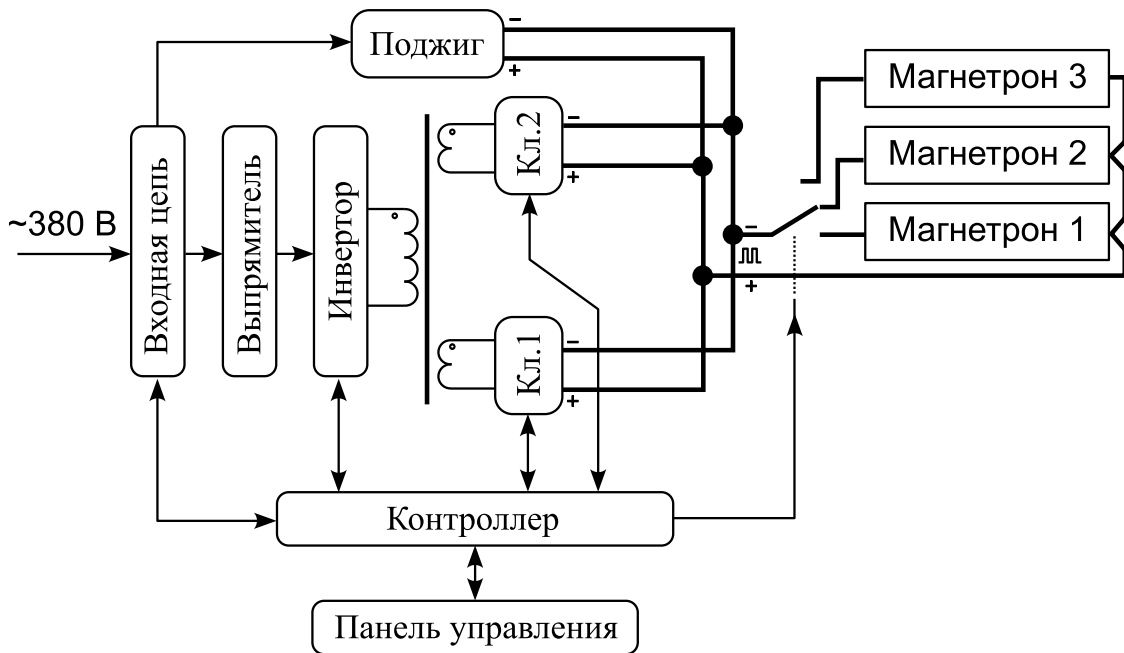 Поджиг
-
+
Магнетрон 3
Магнетрон 2
Магнетрон 1
~380 В
Входная цепь
Выпрямитель
Инвертор
Кл.2
-
+
-
+
Кл.1
-
+
Контроллер
Панель управления